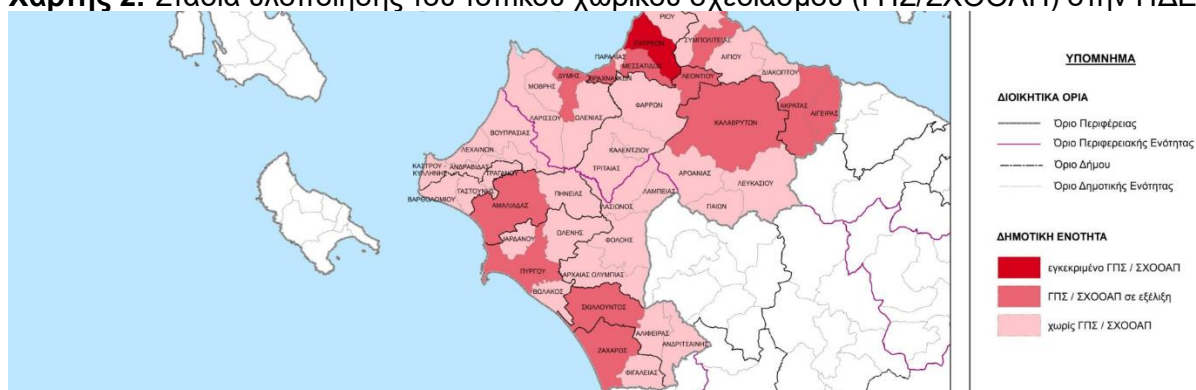 Χάρτης 2: Στάδια υλοποίησης του τοπικού χωρικού σχεδιασμού (ΓΠΣ/ΣΧΟΟΑΠ) στην ΠΔΕ
ΡΙΟΥ
ΠΑΤΡΕΩΝ
ΣΥΜΠΟΛΙΤΕΙΑΣ
ΑΙΓΙΟΥ
ΠΑΡΑΛΙΑΣ
ΜΕΣΣΑΤΙΔΟΣ
ΔΙΑΚΟΠΤΟΥ
ΔΥΜΗΣ
ΒΡΑΧΝΑΙΙΚΩΝ
ΛΕΟΝΤΙΟΥ
ΜΟΒΡΗΣ
ΦΑΡΡΩΝ
ΑΚΡΑΤΑΣ
ΑΙΓΕΙΡΑΣ
ΛΑΡΙΣΣΟΥ
ΩΛΕΝΙΑΣ
ΚΑΛΑΒΡΥΤΩΝ
ΒΟΥΠΡΑΣΙΑΣ
ΚΑΛΕΝΤΖΙΟΥ
ΛΕΧΑΙΝΩΝ
ΚΑΣΤΡΟΥ - ΚΥΛΛΗΝΗΣ
ΑΝΔΡΑΒΙΔΑΣ
ΤΡΑΓΑΝΟΥ
ΤΡΙΤΑΙΑΣ
ΑΡΟΑΝΙΑΣ
ΛΕΥΚΑΣΙΟΥ
ΓΑΣΤΟΥΝΗΣ
ΠΗΝΕΙΑΣ
ΛΑΜΠΕΙΑΣ
ΒΑΡΘΟΛΟΜΙΟΥ
ΑΜΑΛΙΑΔΑΣ
ΛΑΣΙΩΝΟΣ
ΠΑΙΩΝ
ΩΛΕΝΗΣ
ΙΑΡΔΑΝΟΥ
ΦΟΛΟΗΣ
ΠΥΡΓΟΥ
ΑΡΧΑΙΑΣ ΟΛΥΜΠΙΑΣ
ΒΩΛΑΚΟΣ
ΣΚΙΛΛΟΥΝΤΟΣ
ΑΛΙΦΕΙΡΑΣ
ΑΝΔΡΙΤΣΑΙΝΗΣ
ΖΑΧΑΡΩΣ
ΦΙΓΑΛΕΙΑΣ
ΥΠΟΜΝΗΜΑ
ΔΙΟΙΚΗΤΙΚΑ ΟΡΙΑ
Όριο Περιφέρειας
Όριο Περιφερειακής Ενότητας
Όριο Δήμου
Όριο Δημοτικής Ενότητας
ΔΗΜΟΤΙΚΗ ΕΝΟΤΗΤΑ
εγκεκριμένο ΓΠΣ / ΣΧΟΟΑΠ
ΓΠΣ / ΣΧΟΟΑΠ σε εξέλιξη
χωρίς ΓΠΣ / ΣΧΟΟΑΠ